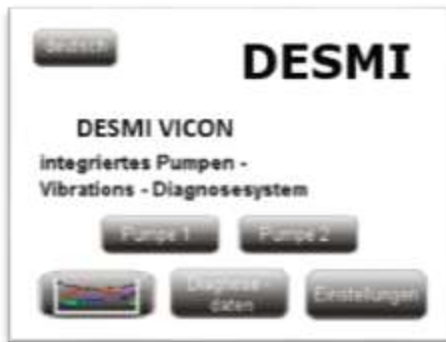 deutsch
DESMI
DESMI VICON
integriertes Pumpen -
Vibrations - Diagnosesystem
Pumpe 1
Pumpe 2
Diagnose -
daten
Einstellungen